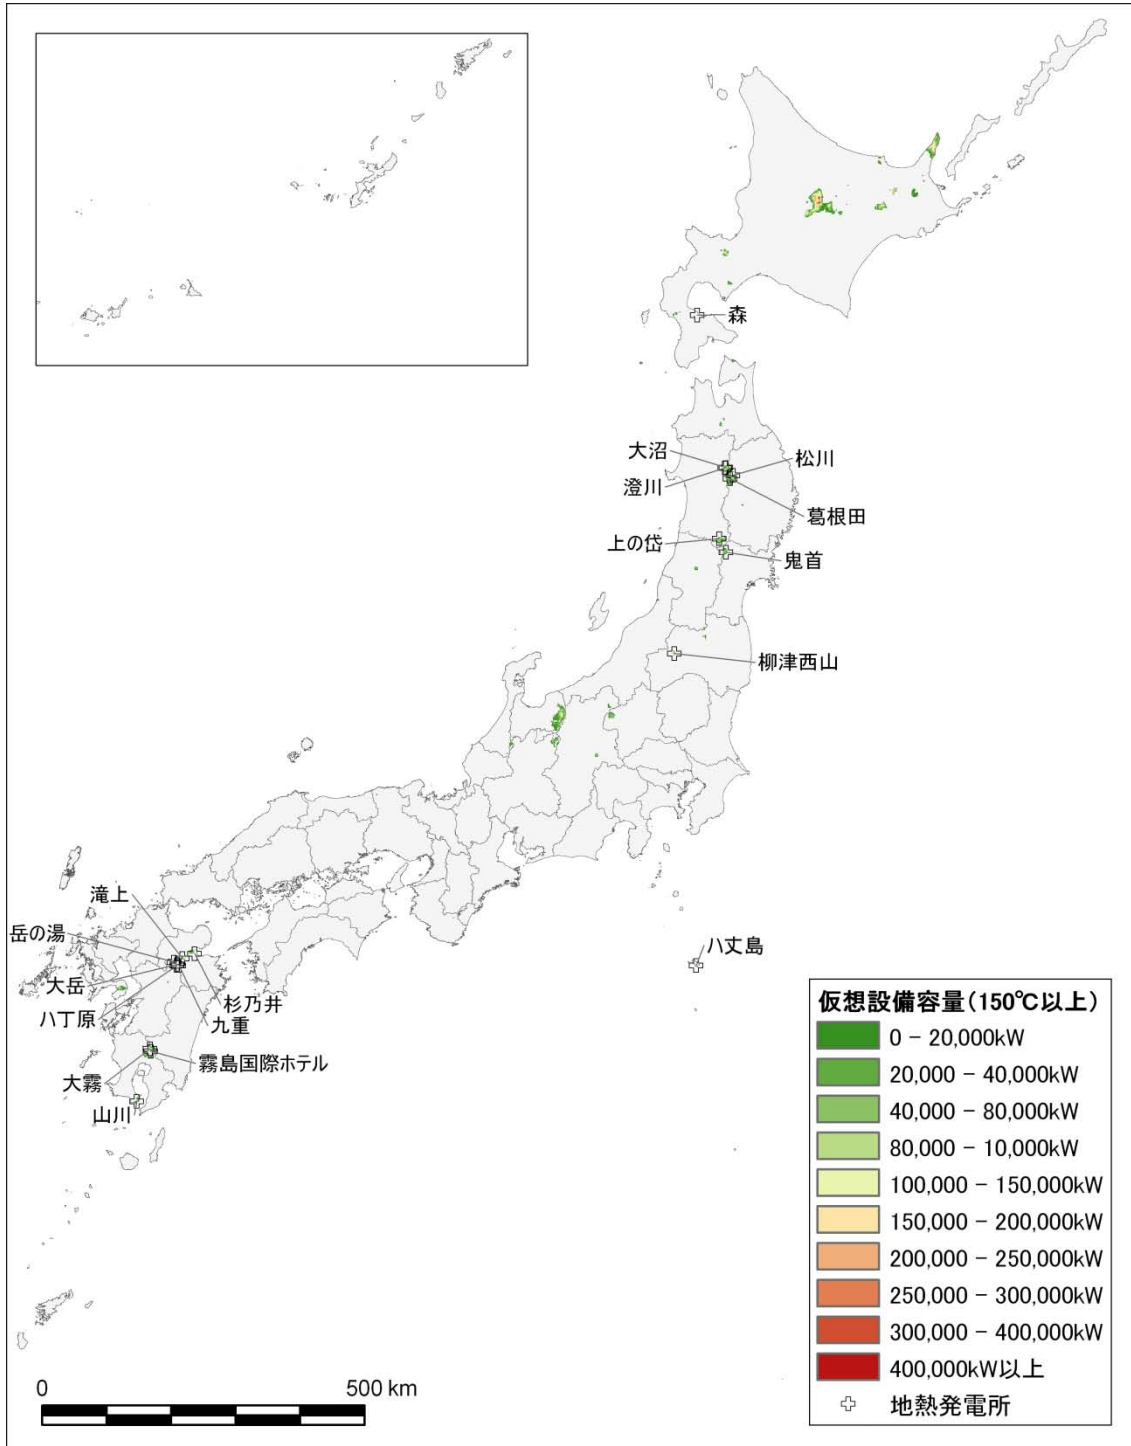 森
大沼
松川
澄川
葛根田
上の岱
鬼首
柳津西山
滝上
岳の湯
大岳
八丁原
杉乃井
九重
霧島国際ホテル
大霧
山川
八丈島
仮想設備容量(150℃以上)
0 - 20,000kW
20,000 - 40,000kW
40,000 - 80,000kW
80,000 - 10,000kW
100,000 - 150,000kW
150,000 - 200,000kW
200,000 - 250,000kW
250,000 - 300,000kW
300,000 - 400,000kW
400,000kW以上
地熱発電所
0 500 km